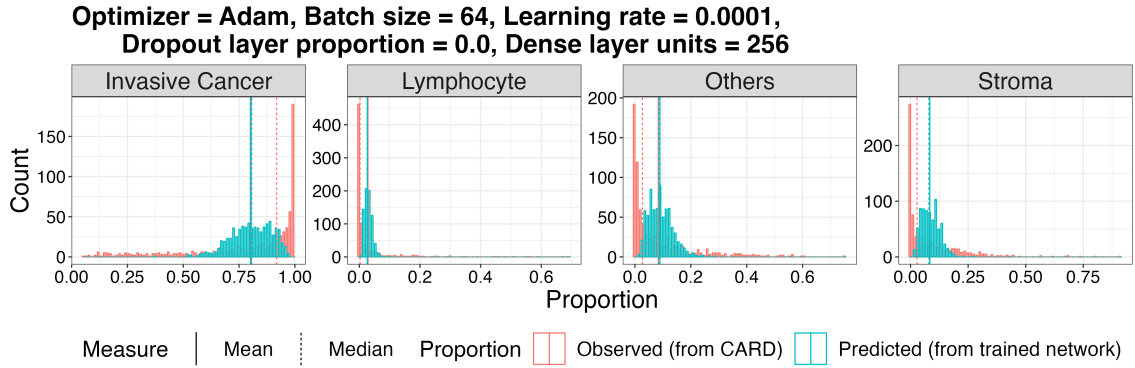 Optimizer = Adam, Batch size = 64, Learning rate = 0.0001,
Dropout layer proportion = 0.0, Dense layer units = 256
Invasive Cancer
Lymphocyte
Others
Stroma
Count
150
100
50
0
0.00 0.25 0.50 0.75 1.00
400
300
200
100
0
0.0 0.2 0.4 0.6
200
150
100
50
0
0.0 0.2 0.4 0.6
200
100
0
0.00 0.25 0.50 0.75
Proportion
Measure Mean Median Proportion Observed (from CARD) Predicted (from trained network)